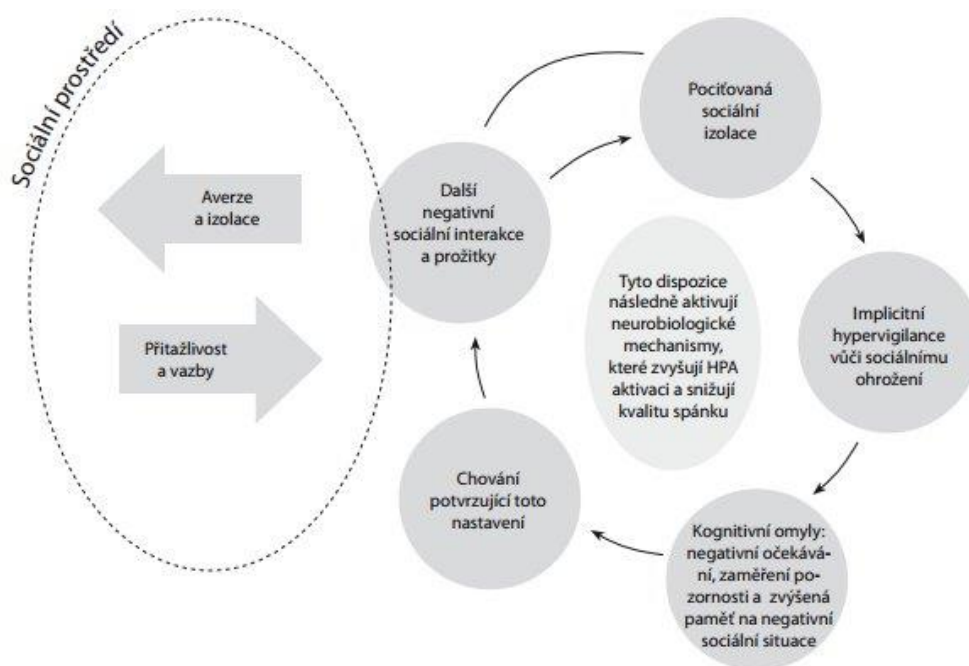 Sociální prostředí
Averze
a izolace
Přitažlivost
a vazby
Další
negativní
sociální interakce
a prožitky
Pociťovaná
sociální
izolace
Implicitní
hypervigilance
vůči sociálnímu
ohrožení
Tyto dispozice
následně aktivují
neurobiologické
mechanismy,
které zvyšují HPA
aktivaci a snižují
kvalitu spánku
Chování
potvrzující toto
nastavení
Kognitivní omyly:
negativní očekává-
ní, zaměření po-
zornosti a zvýšená
paměť na negativní
sociální situace